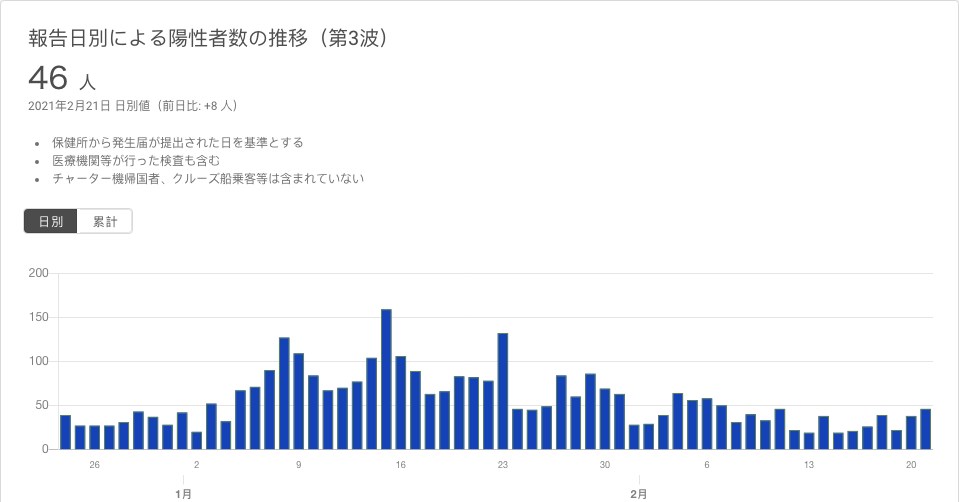 報告日別による陽性者数の推移（第3波）
46 人
2021年2月21日 日別値（前日比: +8 人）
保健所から発生届が提出された日を基準とする
医療機関等が行った検査も含む
チャーター機帰国者、クルーズ船乗客等は含まれていない
日別 累計
200
150
100
50
0
26 2 9 16 23 30 6 13 20
1月 2月